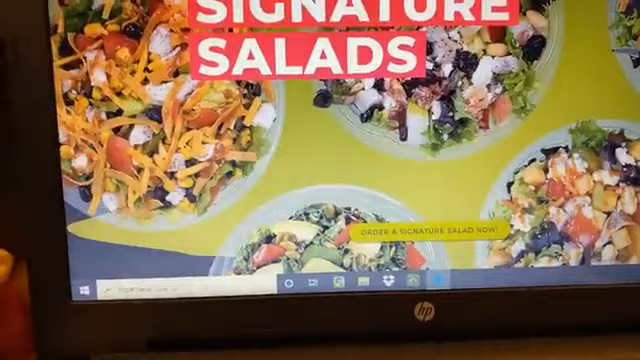 SIGNATURE
SALADS
ORDER A SIGNATURE SALAD NOW!
hp